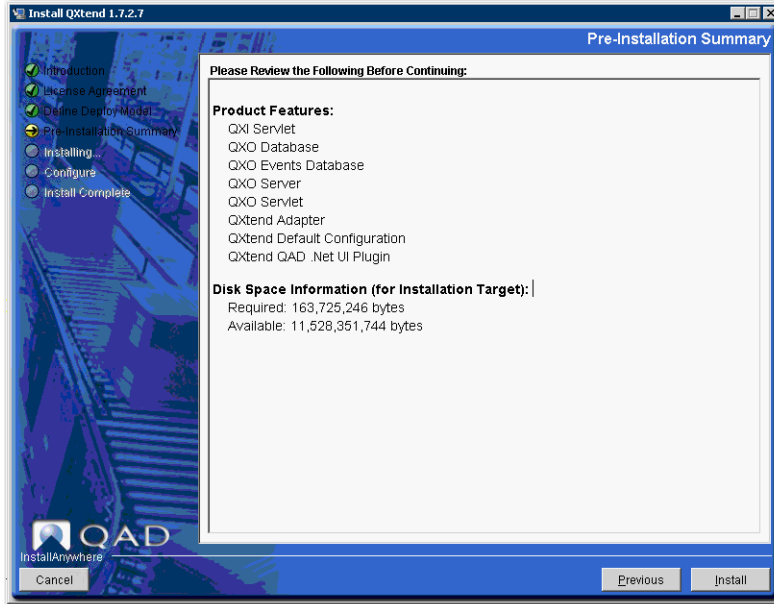 Install QXtend 1.7.2.7
Pre-Installation Summary
Introduction
License Agreement
Define Deploy Model
Pre-Installation Summary
Installing...
Configure
Install Complete
Please Review the Following Before Continuing:
Product Features:
QXI Servlet
QXO Database
QXO Events Database
QXO Server
QXO Servlet
QXtend Adapter
QXtend Default Configuration
QXtend QAD .Net UI Plugin
Disk Space Information (for Installation Target):
Required: 163,725,246 bytes
Available: 11,528,351,744 bytes
QAD
InstallAnywhere
Cancel
Previous
Install